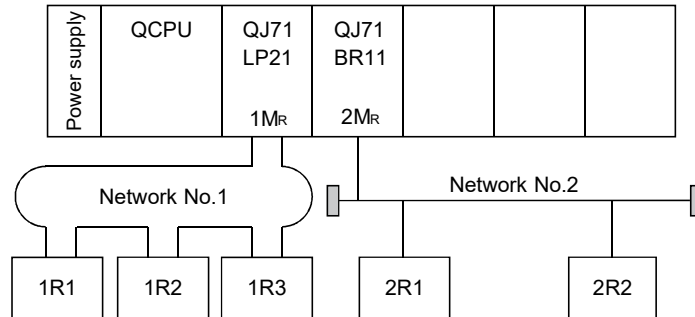 Power supply
QCPU
QJ71
LP21
1MR
QJ71
BR11
2MR
Network No.1
Network No.2
1R1
1R2
1R3
2R1
2R2